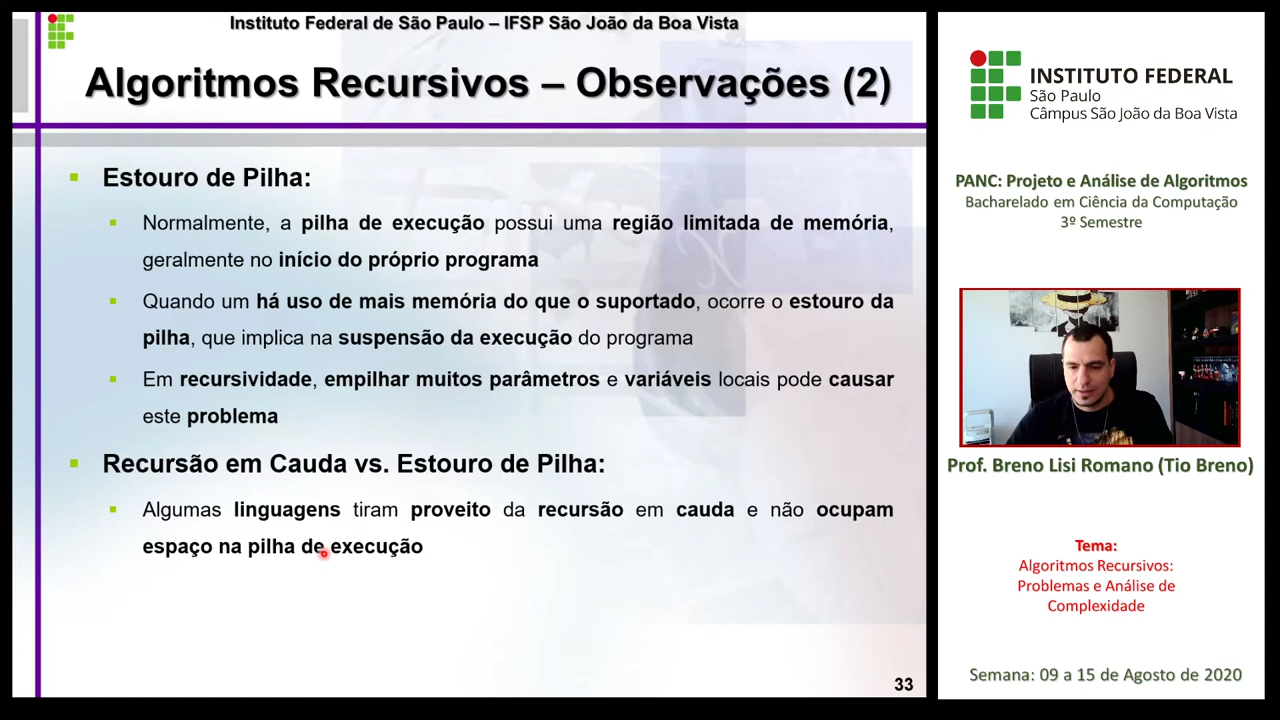 Instituto Federal de São Paulo – IFSP São João da Boa Vista
Algoritmos Recursivos – Observações (2)
Estouro de Pilha:
Normalmente, a pilha de execução possui uma região limitada de memória,
geralmente no início do próprio programa
Quando um há uso de mais memória do que o suportado, ocorre o estouro da
pilha, que implica na suspensão da execução do programa
Em recursividade, empilhar muitos parâmetros e variáveis locais pode causar
este problema
Recursão em Cauda vs. Estouro de Pilha:
Algumas linguagens tiram proveito da recursão em cauda e não ocupam
espaço na pilha de execução
33
INSTITUTO FEDERAL
São Paulo
Câmpus São João da Boa Vista
PANC: Projeto e Análise de Algoritmos
Bacharelado em Ciência da Computação
3º Semestre
Prof. Breno Lisi Romano (Tio Breno)
Tema:
Algoritmos Recursivos:
Problemas e Análise de
Complexidade
Semana: 09 a 15 de Agosto de 2020